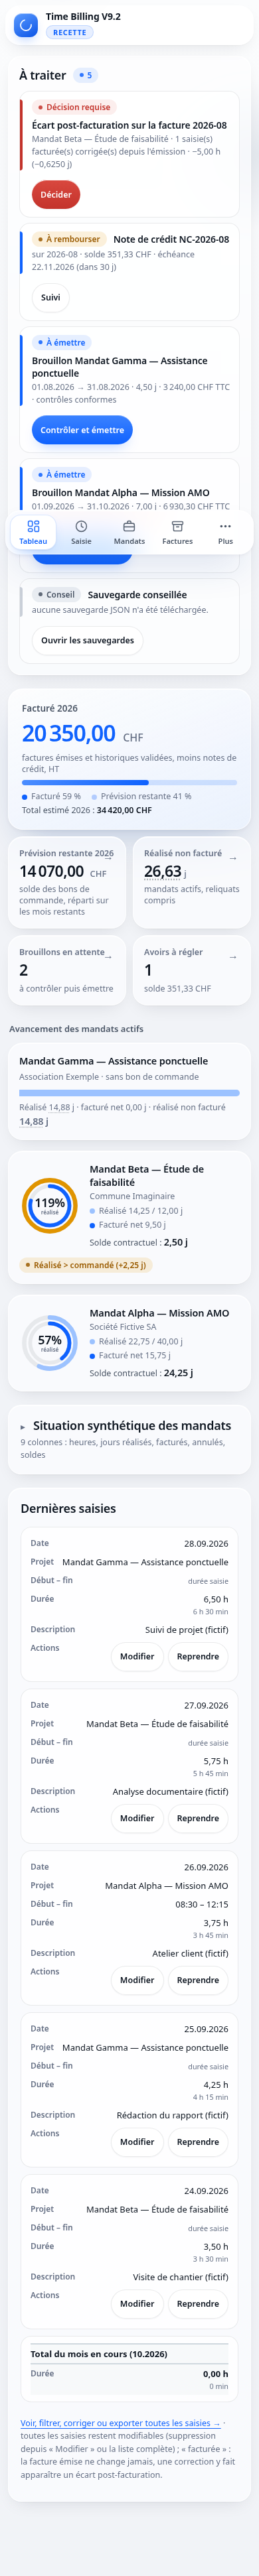 Time Billing V9.2
RECETTE
À traiter
5
Décision requise
Écart post-facturation sur la facture 2026-08
Mandat Beta — Étude de faisabilité · 1 saisie(s)
facturée(s) corrigée(s) depuis l'émission · −5,00 h
(−0,6250 j)
Décider
À rembourser
Note de crédit NC-2026-08
sur 2026-08 · solde 351,33 CHF · échéance
22.11.2026 (dans 30 j)
Suivi
À émettre
Brouillon Mandat Gamma — Assistance
ponctuelle
01.08.2026 → 31.08.2026 · 4,50 j · 3 240,00 CHF TTC
· contrôles conformes
Contrôler et émettre
À émettre
Brouillon Mandat Alpha — Mission AMO
01.09.2026 → 31.10.2026 · 7,00 j · 6 930,30 CHF TTC
Tableau
Saisie
Mandats
Factures
Plus
Conseil
Sauvegarde conseillée
aucune sauvegarde JSON n'a été téléchargée.
Ouvrir les sauvegardes
Facturé 2026
20 350,00 CHF
factures émises et historiques validées, moins notes de
crédit, HT
Facturé 59 %
Prévision restante 41 %
Total estimé 2026 : 34 420,00 CHF
Prévision restante 2026 →
14 070,00 CHF
solde des bons de
commande, réparti sur
les mois restants
Réalisé non facturé →
26,63 j
mandats actifs, reliquats
compris
Brouillons en attente →
2
à contrôler puis émettre
Avoirs à régler →
1
solde 351,33 CHF
Avancement des mandats actifs
Mandat Gamma — Assistance ponctuelle
Association Exemple · sans bon de commande
Réalisé 14,88 j · facturé net 0,00 j · réalisé non facturé
14,88 j
119%
réalisé
Mandat Beta — Étude de
faisabilité
Commune Imaginaire
Réalisé 14,25 / 12,00 j
Facturé net 9,50 j
Solde contractuel : 2,50 j
Réalisé > commandé (+2,25 j)
57%
réalisé
Mandat Alpha — Mission AMO
Société Fictive SA
Réalisé 22,75 / 40,00 j
Facturé net 15,75 j
Solde contractuel : 24,25 j
▸ Situation synthétique des mandats
9 colonnes : heures, jours réalisés, facturés, annulés,
soldes
Dernières saisies
Date 28.09.2026
Projet Mandat Gamma — Assistance ponctuelle
Début – fin durée saisie
Durée 6,50 h
6 h 30 min
Description Suivi de projet (fictif)
Actions Modifier Reprendre
Date 27.09.2026
Projet Mandat Beta — Étude de faisabilité
Début – fin durée saisie
Durée 5,75 h
5 h 45 min
Description Analyse documentaire (fictif)
Actions Modifier Reprendre
Date 26.09.2026
Projet Mandat Alpha — Mission AMO
Début – fin 08:30 – 12:15
Durée 3,75 h
3 h 45 min
Description Atelier client (fictif)
Actions Modifier Reprendre
Date 25.09.2026
Projet Mandat Gamma — Assistance ponctuelle
Début – fin durée saisie
Durée 4,25 h
4 h 15 min
Description Rédaction du rapport (fictif)
Actions Modifier Reprendre
Date 24.09.2026
Projet Mandat Beta — Étude de faisabilité
Début – fin durée saisie
Durée 3,50 h
3 h 30 min
Description Visite de chantier (fictif)
Actions Modifier Reprendre
Total du mois en cours (10.2026)
Durée 0,00 h
0 min
Voir, filtrer, corriger ou exporter toutes les saisies → ·
toutes les saisies restent modifiables (suppression
depuis « Modifier » ou la liste complète) ; « facturée » :
la facture émise ne change jamais, une correction y fait
apparaître un écart post-facturation.